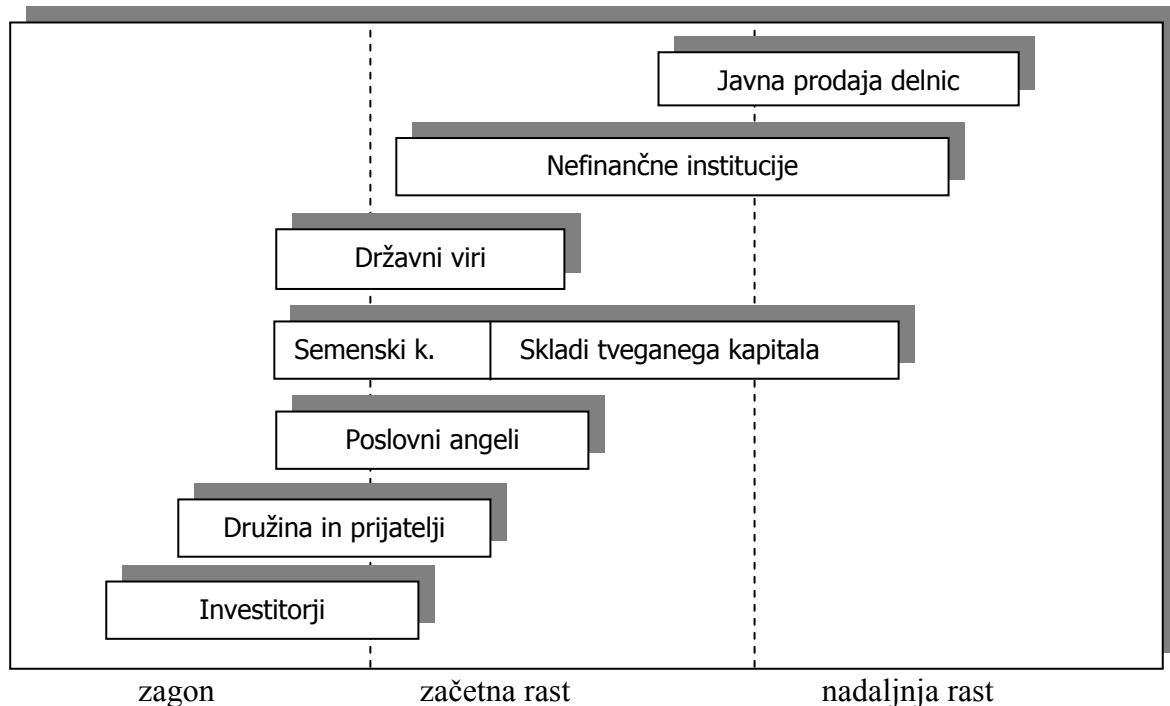 Javna prodaja delnic
Nefinančne institucije
Državni viri
Semenski k.
Skladi tveganega kapitala
Poslovni angeli
Družina in prijatelji
Investitorji
zagon
začetna rast
nadaljnja rast